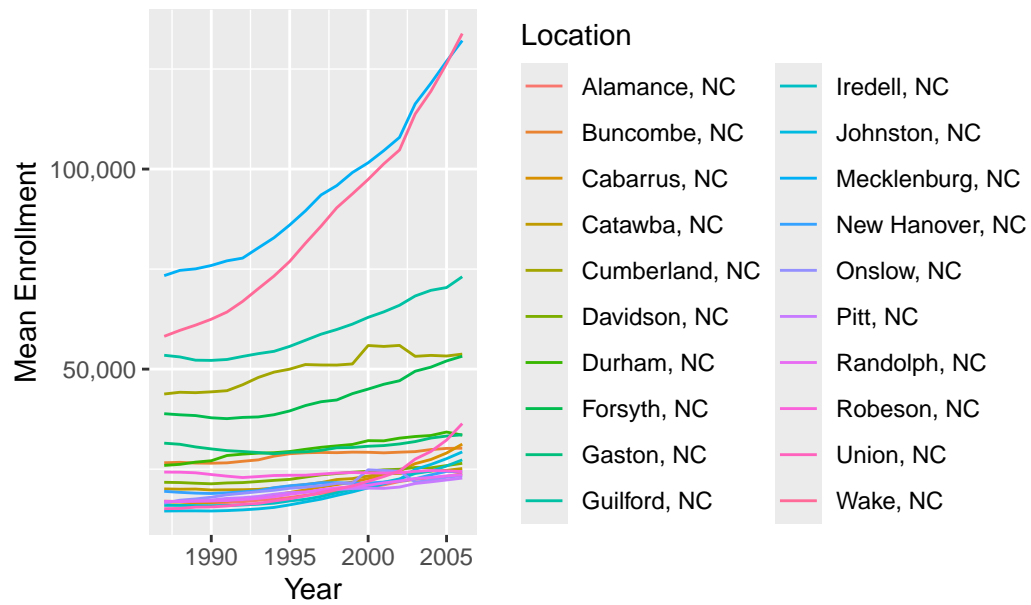 Mean Enrollment
100,000
50,000
1990
1995
2000
2005
Year
Location
Alamance, NC
Buncombe, NC
Cabarrus, NC
Catawba, NC
Cumberland, NC
Davidson, NC
Durham, NC
Forsyth, NC
Gaston, NC
Guilford, NC
Iredell, NC
Johnston, NC
Mecklenburg, NC
New Hanover, NC
Onslow, NC
Pitt, NC
Randolph, NC
Robeson, NC
Union, NC
Wake, NC